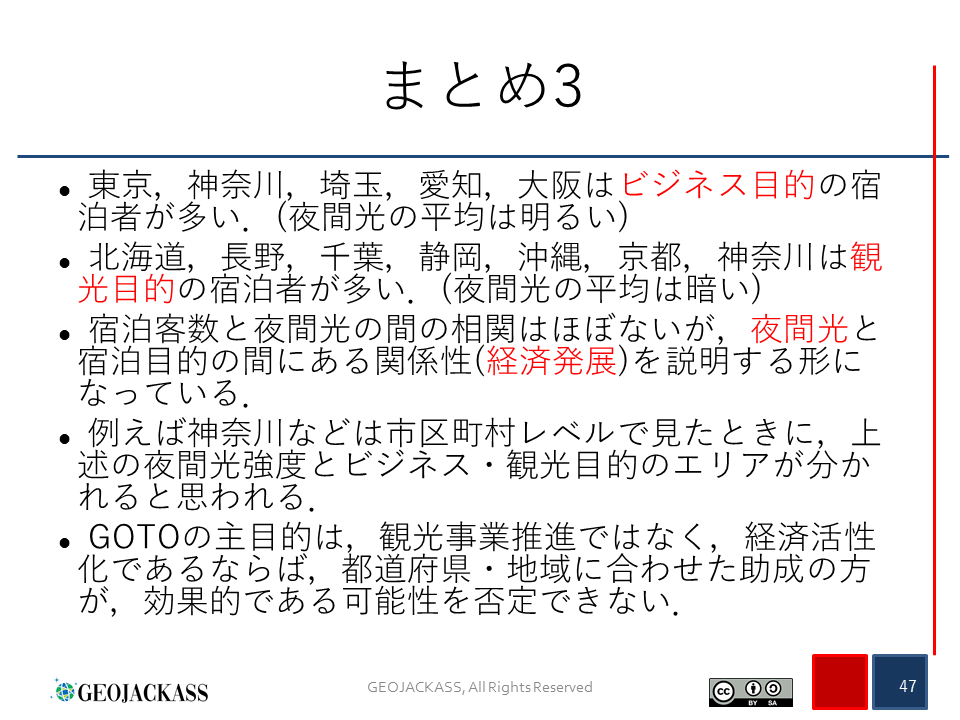 まとめ3
● 東京，神奈川，埼玉，愛知，大阪はビジネス目的の宿
泊者が多い．(夜間光の平均は明るい)
● 北海道，長野，千葉，静岡，沖縄，京都，神奈川は観
光目的の宿泊者が多い．(夜間光の平均は暗い)
● 宿泊客数と夜間光の間の相関はほぼないが，夜間光と
宿泊目的の間にある関係性(経済発展)を説明する形に
なっている．
● 例えば神奈川などは市区町村レベルで見たときに，上
述の夜間光強度とビジネス・観光目的のエリアが分か
れると思われる．
● GOTOの主目的は，観光事業推進ではなく，経済活性
化であるならば，都道府県・地域に合わせた助成の方
が，効果的である可能性を否定できない．
GEOJACKASS
GEOJACKASS, All Rights Reserved
cc BY SA
47